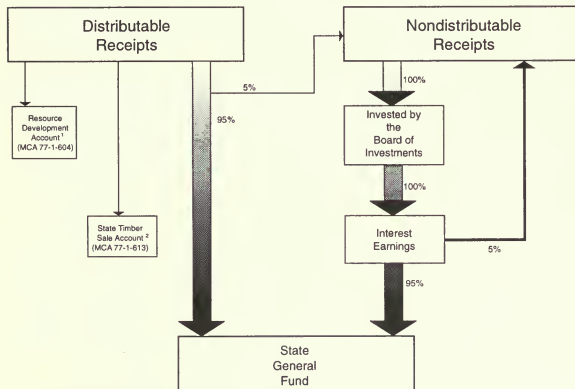 Distributable
Receipts
Nondistributable
Receipts
5%
95%
100%
Resource
Development
Account 1
(MCA 77-1-604)
Invested by
the
Board of
Investments
100%
State Timber
Sale Account 2
(MCA 77-1-613)
Interest
Earnings
5%
95%
State
General
Fund